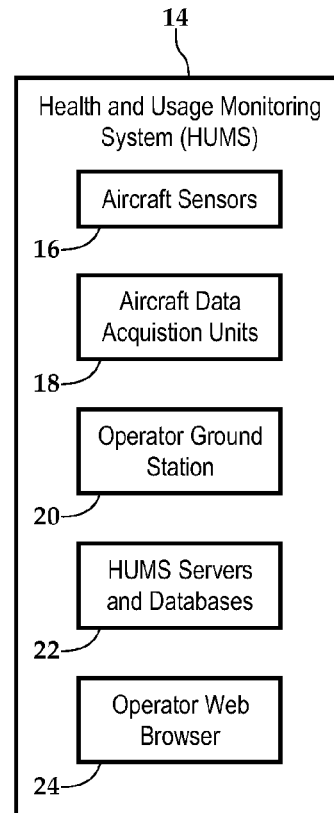 14
Health and Usage Monitoring
System (HUMS)
Aircraft Sensors
16
Aircraft Data
Acquistion Units
18
Operator Ground
Station
20
HUMS Servers
and Databases
22
Operator Web
Browser
24